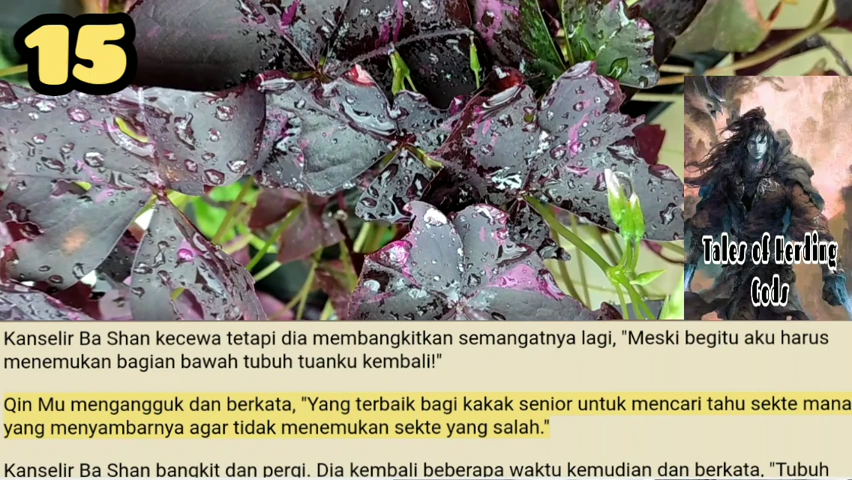 15
Tales of Herding
Gods
Kanselir Ba Shan kecewa tetapi dia membangkitkan semangatnya lagi, "Meski begitu aku harus
menemukan bagian bawah tubuh tuanku kembali!"
Qin Mu mengangguk dan berkata, "Yang terbaik bagi kakak senior untuk mencari tahu sekte mana
yang menyambarnya agar tidak menemukan sekte yang salah."
Kanselir Ba Shan bangkit dan pergi. Dia kembali beberapa waktu kemudian dan berkata, "Tubuh